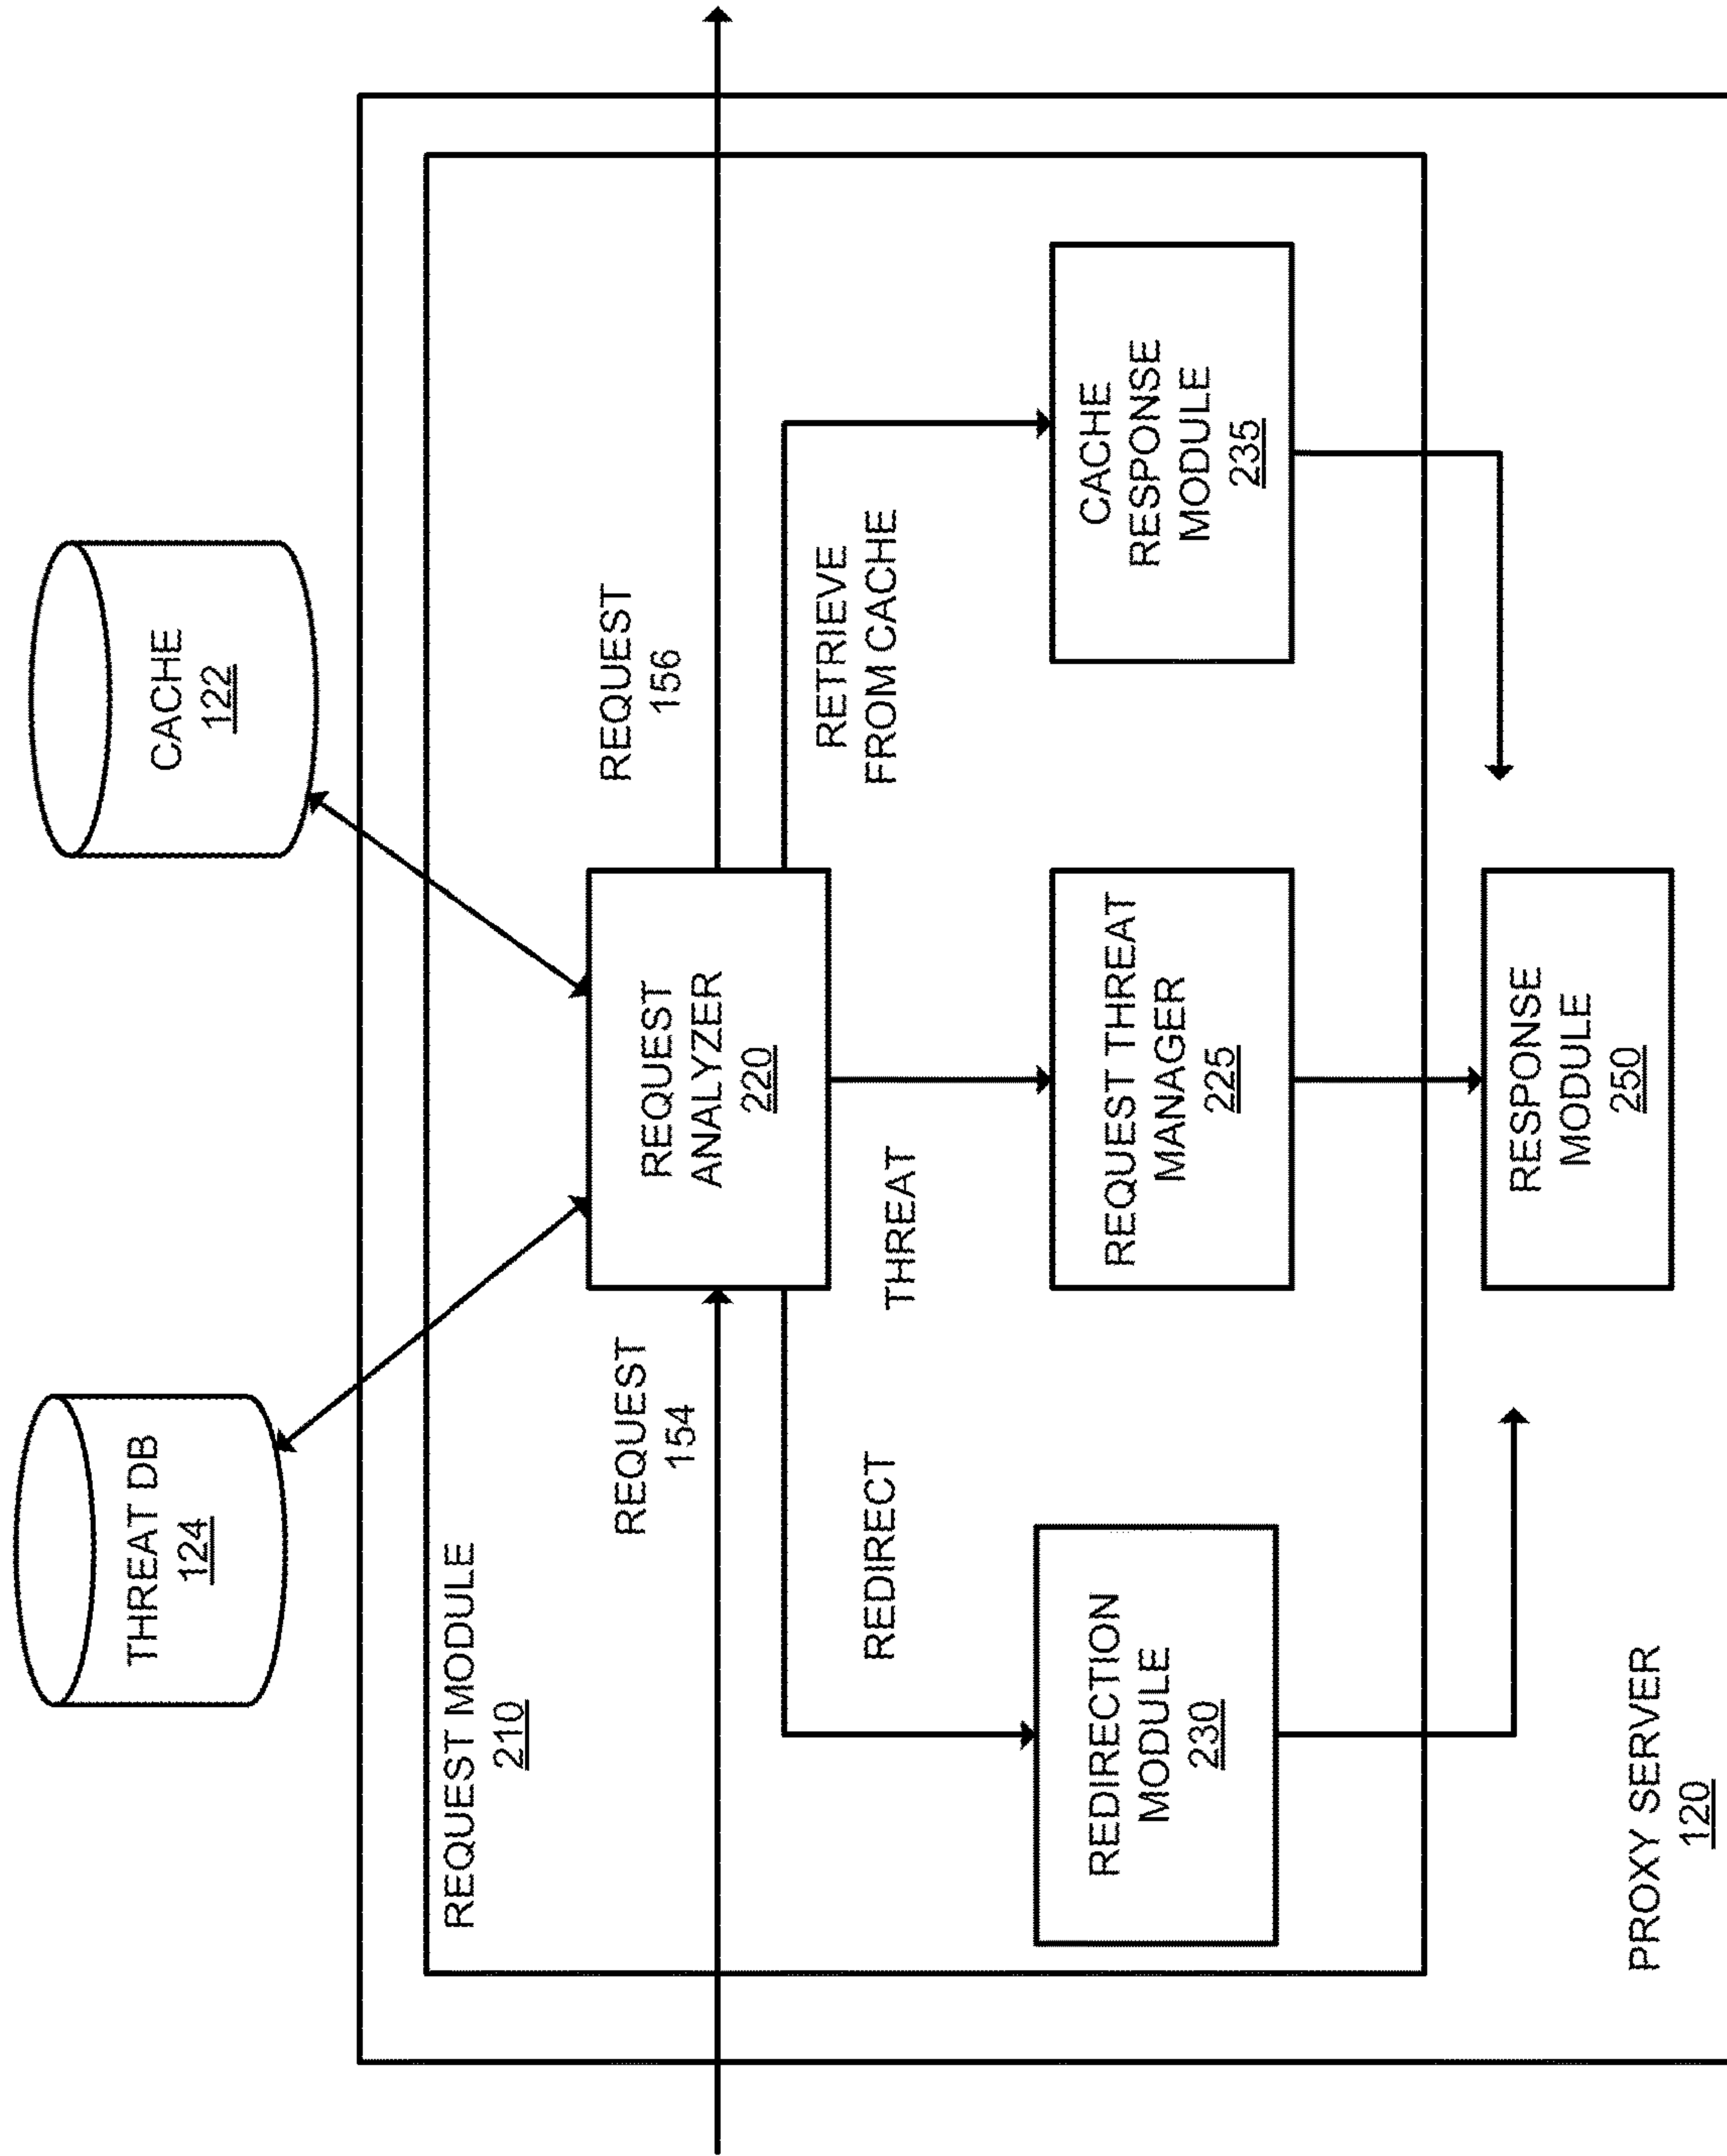 THREAT DB
124
CACHE
122
REQUEST MODULE
210
REQUEST
154
REQUEST
ANALYZER
220
REQUEST
156
REDIRECT
THREAT
RETRIEVE
FROM CACHE
REDIRECTION
MODULE
230
REQUEST THREAT
MANAGER
225
CACHE
RESPONSE
MODULE
235
RESPONSE
MODULE
250
PROXY SERVER
120